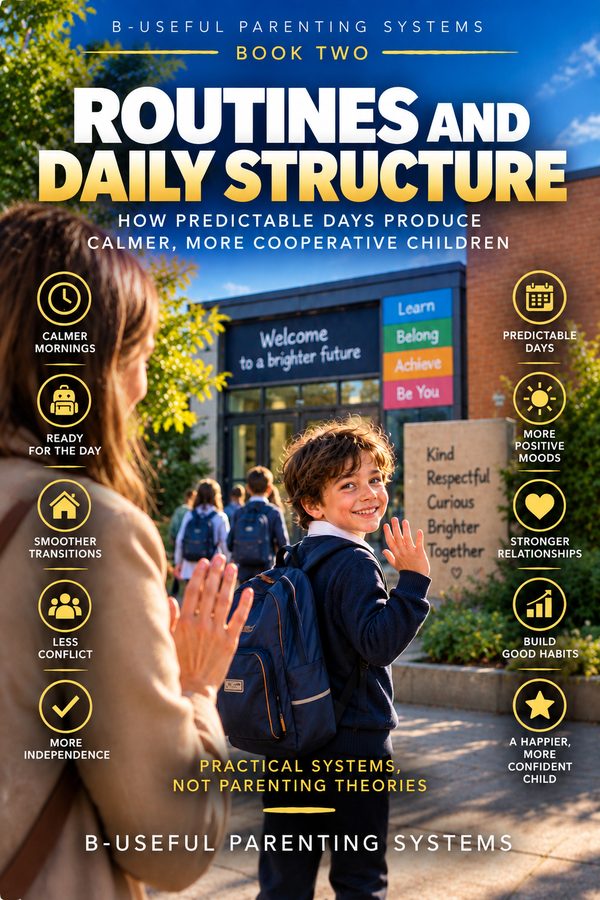 B-USEFUL PARENTING SYSTEMS
BOOK TWO
ROUTINES AND
DAILY STRUCTURE
HOW PREDICTABLE DAYS PRODUCE
CALMER, MORE COOPERATIVE CHILDREN
CALMER
MORNINGS
READY
FOR THE DAY
SMOOTHER
TRANSITIONS
LESS
CONFLICT
MORE
INDEPENDENCE
Welcome
to a brighter future
Learn
Belong
Achieve
Be You
Kind
Respectful
Curious
Brighter
Together
PREDICTABLE
DAYS
MORE
POSITIVE
MOODS
STRONGER
RELATIONSHIPS
BUILD
GOOD HABITS
A HAPPIER,
MORE
CONFIDENT
CHILD
PRACTICAL SYSTEMS,
NOT PARENTING THEORIES
B-USEFUL PARENTING SYSTEMS